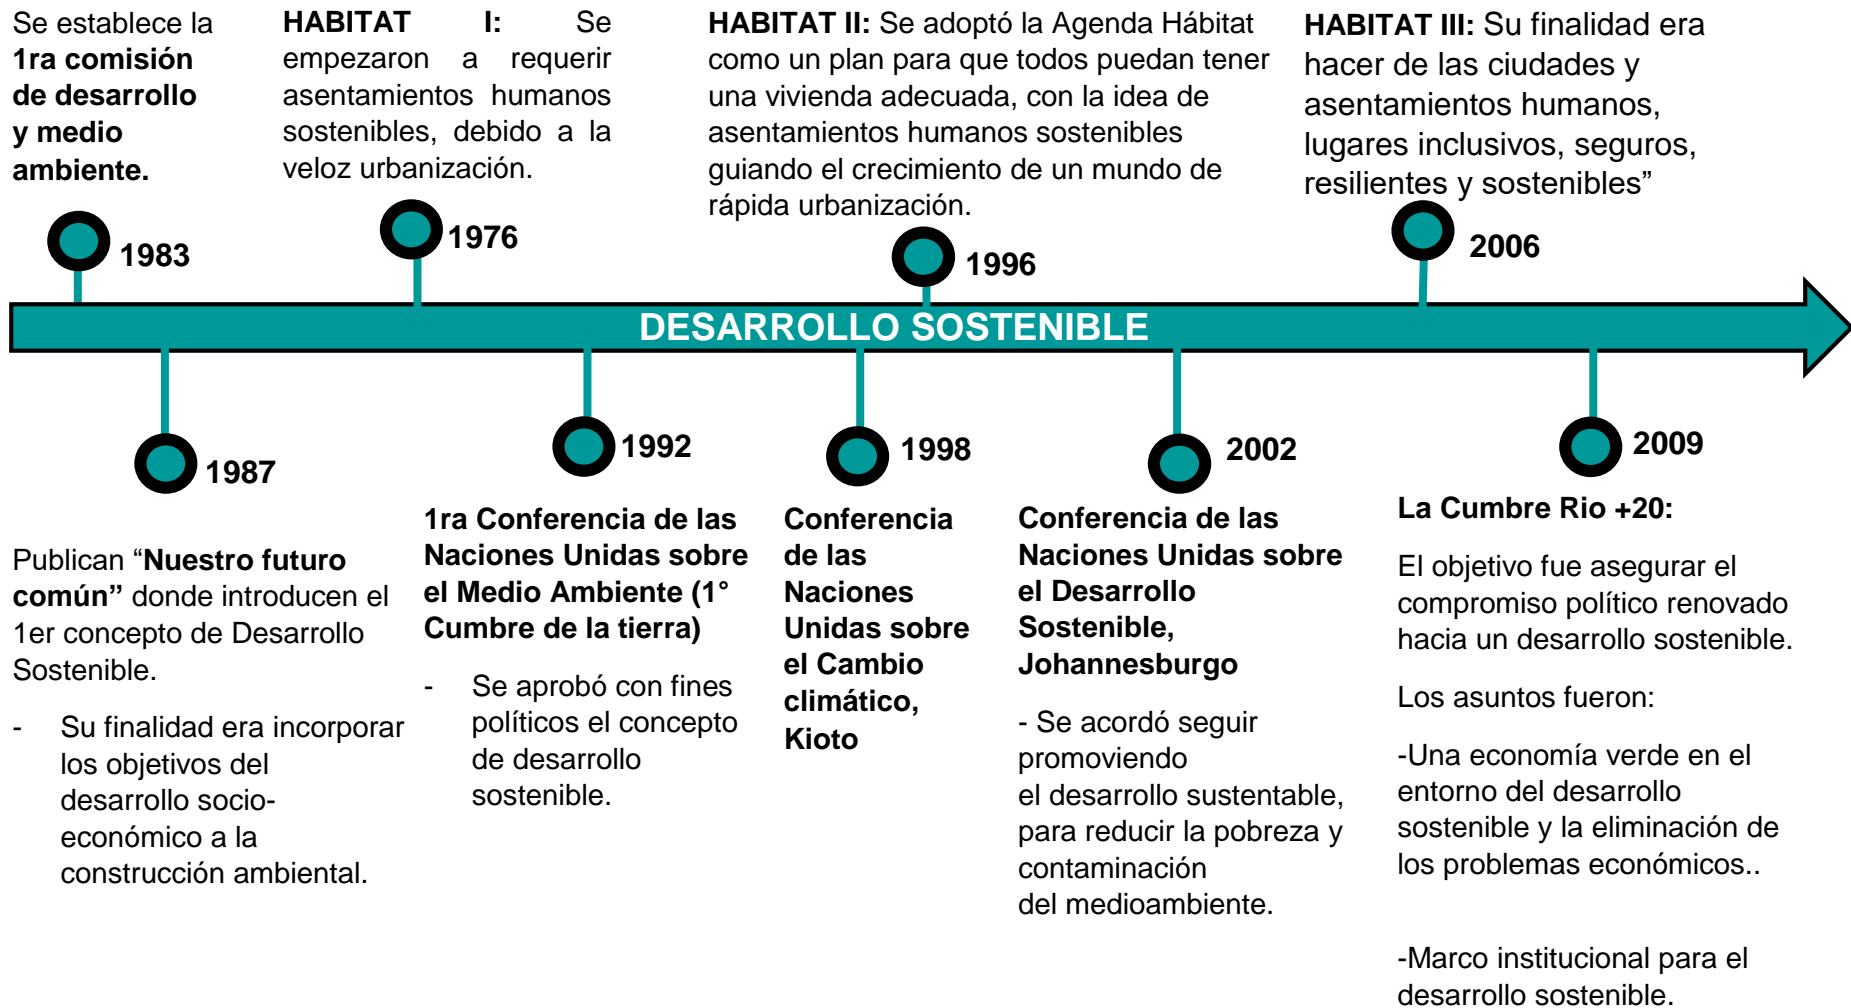 Se establece la
1ra comisión
de desarrollo
y medio
ambiente.
1983
HABITAT I: Se
empezaron a requerir
asentamientos humanos
sostenibles, debido a la
veloz urbanización.
1976
HABITAT II: Se adoptó la Agenda Hábitat
como un plan para que todos puedan tener
una vivienda adecuada, con la idea de
asentamientos humanos sostenibles
guiando el crecimiento de un mundo de
rápida urbanización.
1996
HABITAT III: Su finalidad era
hacer de las ciudades y
asentamientos humanos,
lugares inclusivos, seguros,
resilientes y sostenibles”
2006
DESARROLLO SOSTENIBLE
1987
Publican “Nuestro futuro
común” donde introducen el
1er concepto de Desarrollo
Sostenible.
- Su finalidad era incorporar
los objetivos del
desarrollo socio-
económico a la
construcción ambiental.
1992
1ra Conferencia de las
Naciones Unidas sobre
el Medio Ambiente (1°
Cumbre de la tierra)
- Se aprobó con fines
políticos el concepto
de desarrollo
sostenible.
1998
Conferencia
de las
Naciones
Unidas sobre
el Cambio
climático,
Kioto
2002
Conferencia de las
Naciones Unidas sobre
el Desarrollo
Sostenible,
Johannesburgo
- Se acordó seguir
promoviendo
el desarrollo sustentable,
para reducir la pobreza y
contaminación
del medioambiente.
2009
La Cumbre Rio +20:
El objetivo fue asegurar el
compromiso político renovado
hacia un desarrollo sostenible.
Los asuntos fueron:
-Una economía verde en el
entorno del desarrollo
sostenible y la eliminación de
los problemas económicos..
-Marco institucional para el
desarrollo sostenible.